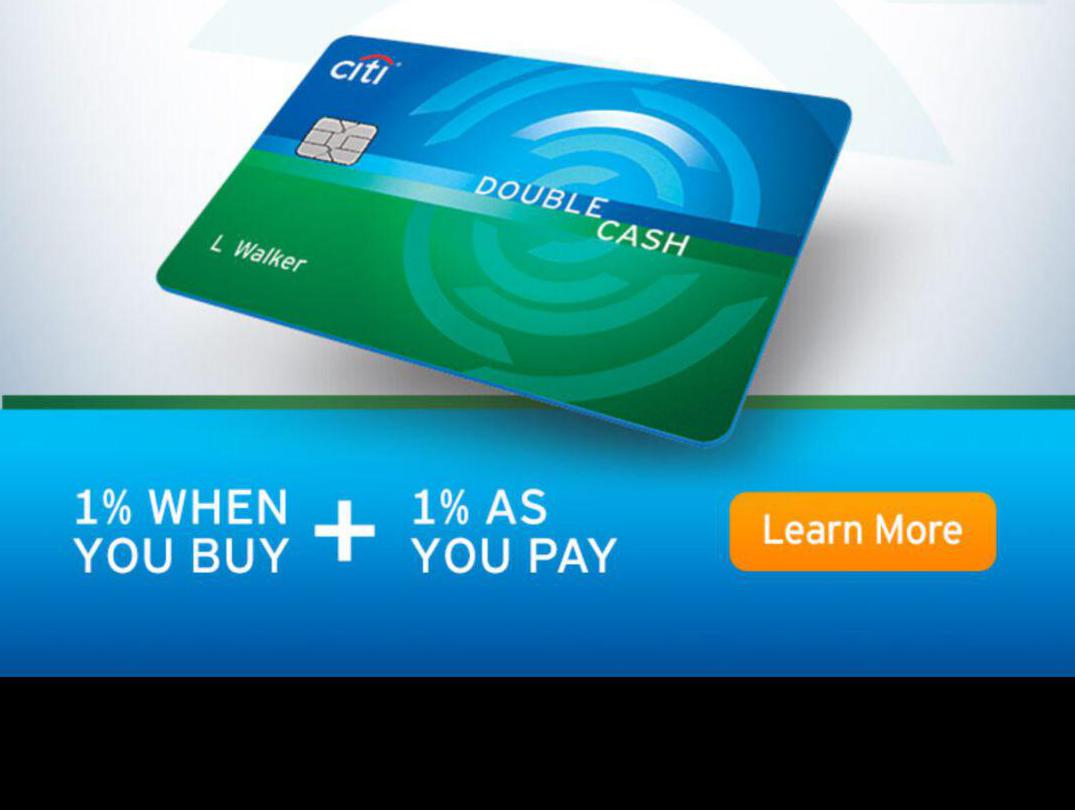 citi
DOUBLE
CASH
L Walker
1% WHEN
YOU BUY
+
1% AS
YOU PAY
Learn More